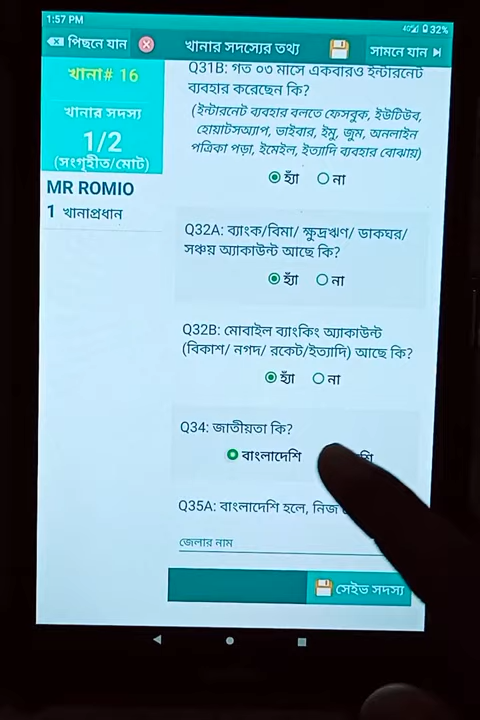 1:57 PM
4G 32%
পিছনে যান
খানার সদস্যের তথ্য
সামনে যান
খানা# 16
খানার সদস্য
1/2
(সংগৃহীত/মোট)
MR ROMIO
1 খানাপ্রধান
Q31B: গত ০৩ মাসে একবারও ইন্টারনেট
ব্যবহার করেছেন কি?
(ইন্টারনেট ব্যবহার বলতে ফেসবুক, ইউটিউব,
হোয়াটসঅ্যাপ, ভাইবার, ইমু, জুম, অনলাইন
পত্রিকা পড়া, ইমেইল, ইত্যাদি ব্যবহার বোঝায়)
হ্যাঁ না
Q32A: ব্যাংক/বিমা/ ক্ষুদ্রঋণ/ ডাকঘর/
সঞ্চয় অ্যাকাউন্ট আছে কি?
হ্যাঁ না
Q32B: মোবাইল ব্যাংকিং অ্যাকাউন্ট
(বিকাশ/ নগদ/ রকেট/ইত্যাদি) আছে কি?
হ্যাঁ না
Q34: জাতীয়তা কি?
বাংলাদেশি
Q35A: বাংলাদেশি হলে, নিজ
জেলার নাম
সেইভ সদস্য